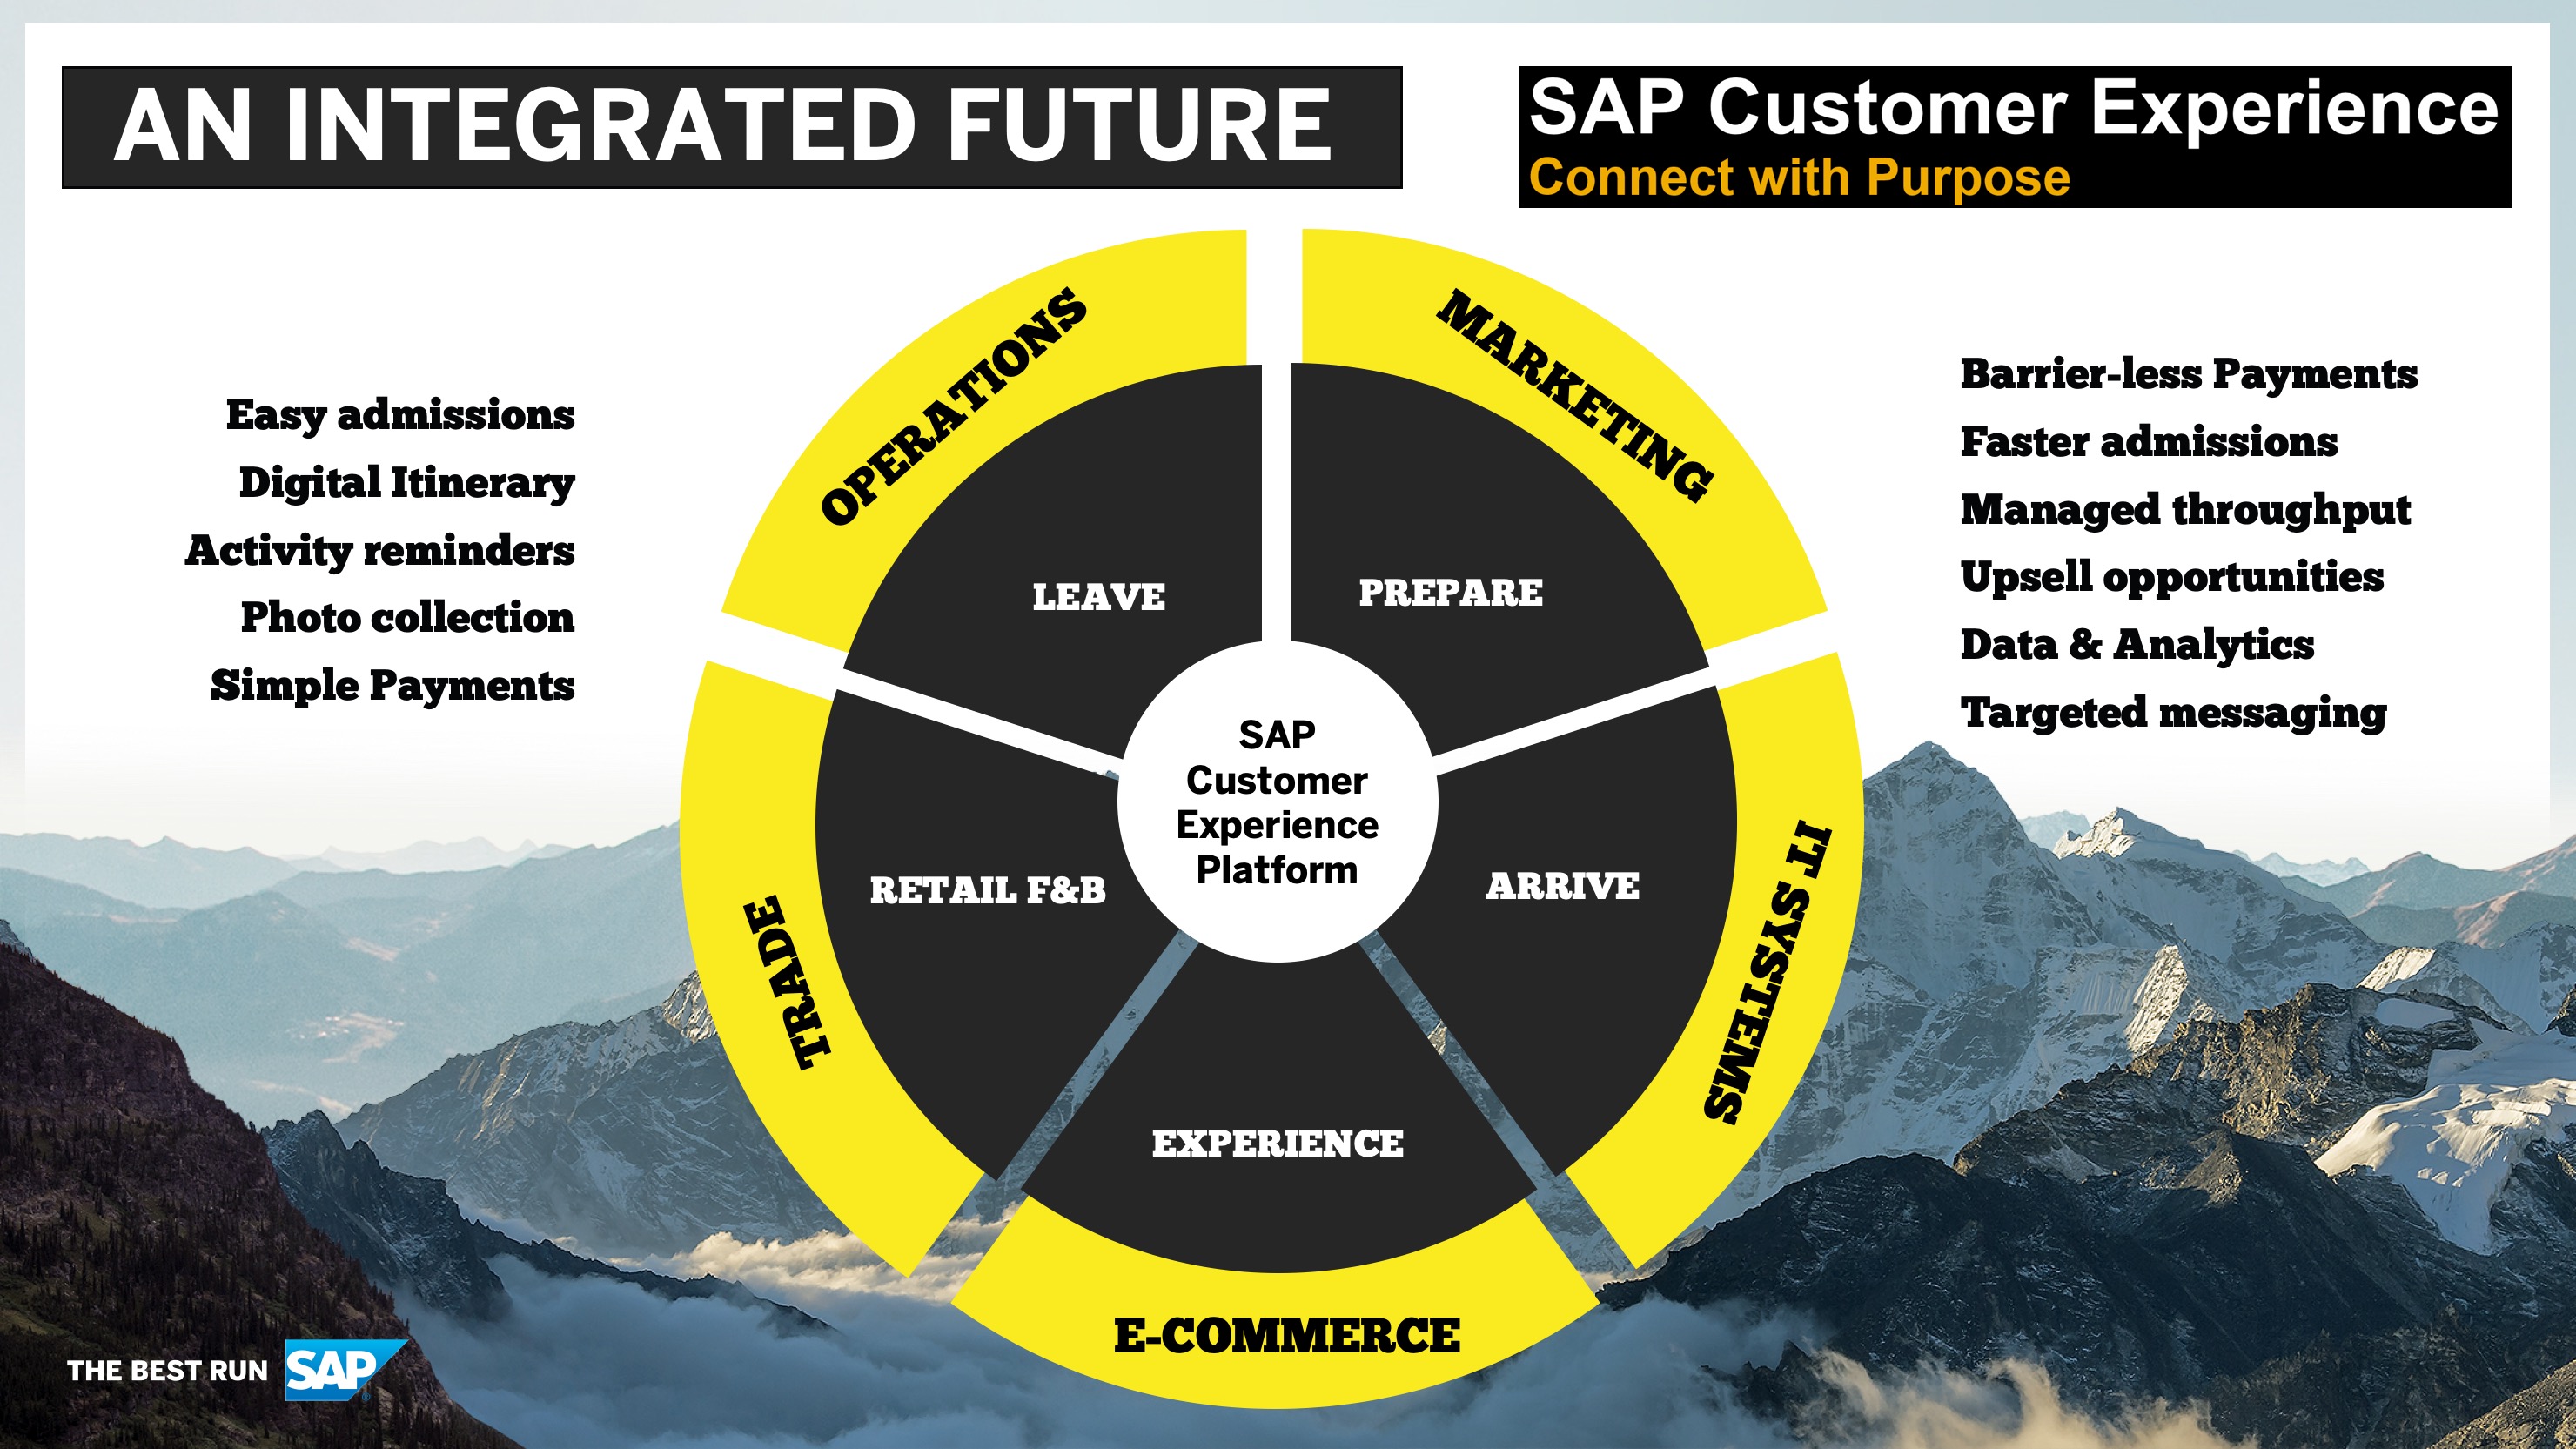 AN INTEGRATED FUTURE
SAP Customer Experience
Connect with Purpose
Easy admissions
Digital Itinerary
Activity reminders
Photo collection
Simple Payments
OPERATIONS
MARKETING
IT SYSTEMS
E-COMMERCE
TRADE
LEAVE
PREPARE
ARRIVE
EXPERIENCE
RETAIL F&B
SAP
Customer
Experience
Platform
Barrier-less Payments
Faster admissions
Managed throughput
Upsell opportunities
Data & Analytics
Targeted messaging
THE BEST RUN SAP